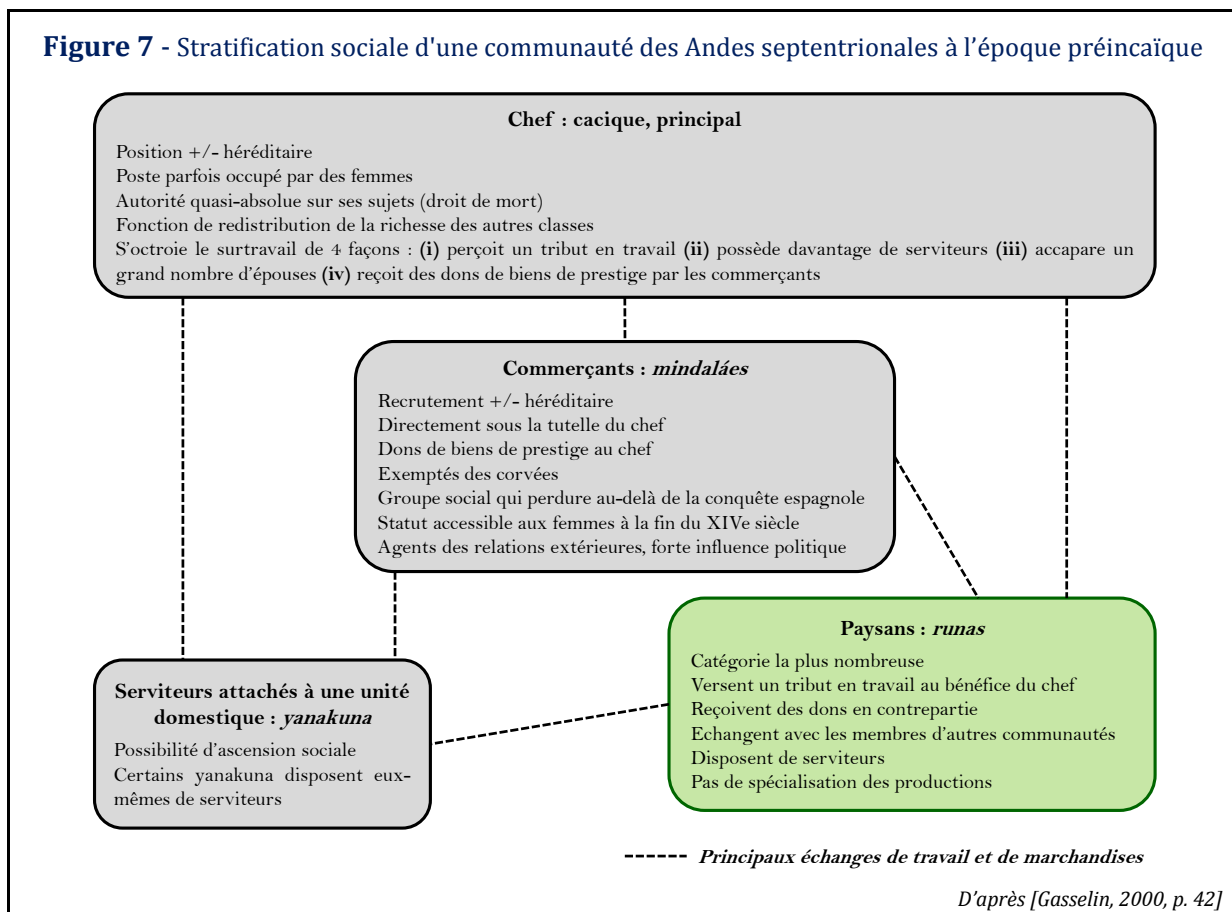 Figure 7 - Stratification sociale d'une communauté des Andes septentrionales à l'époque préincaïque
Chef : cacique, principal
Position +/- héréditaire
Poste parfois occupé par des femmes
Autorité quasi-absolue sur ses sujets (droit de mort)
Fonction de redistribution de la richesse des autres classes
S'octroie le surtravail de 4 façons : (i) perçoit un tribut en travail (ii) possède davantage de serviteurs (iii) accapare un
grand nombre d'épouses (iv) reçoit des dons de biens de prestige par les commerçants
Commerçants : mindaláes
Recrutement +/- héréditaire
Directement sous la tutelle du chef
Dons de biens de prestige au chef
Exemptés des corvées
Groupe social qui perdure au-delà de la conquête espagnole
Statut accessible aux femmes à la fin du XIVe siècle
Agents des relations extérieures, forte influence politique
Serviteurs attachés à une unité
domestique : yanakuna
Possibilité d'ascension sociale
Certains yanakuna disposent eux-
mêmes de serviteurs
Paysans : runas
Catégorie la plus nombreuse
Versent un tribut en travail au bénéfice du chef
Reçoivent des dons en contrepartie
Echangent avec les membres d'autres communautés
Disposent de serviteurs
Pas de spécialisation des productions
Principaux échanges de travail et de marchandises
D'après [Gasselin, 2000, p. 42]